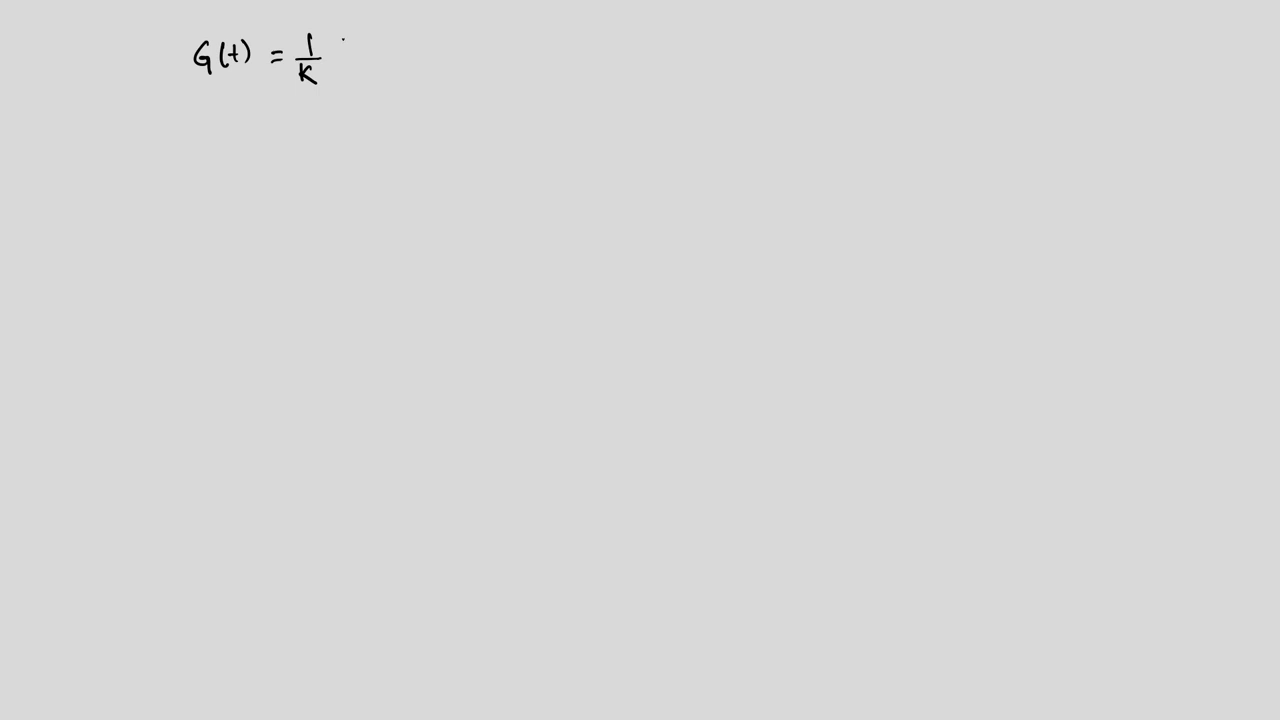 G(t) = 1/K